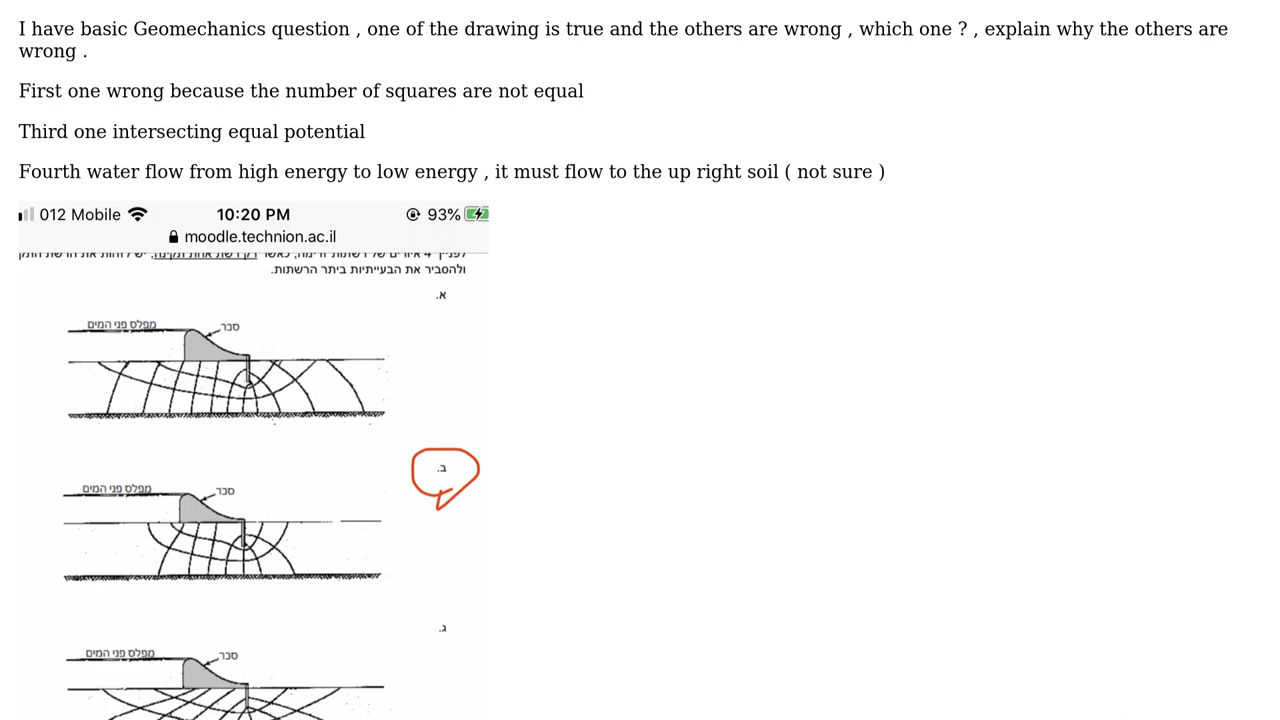 I have basic Geomechanics question , one of the drawing is true and the others are wrong , which one ? , explain why the others are
wrong .
First one wrong because the number of squares are not equal
Third one intersecting equal potential
Fourth water flow from high energy to low energy , it must flow to the up right soil ( not sure )
012 Mobile 10:20 PM 93%
moodle.technion.ac.il
ולהסביר את הבעייתיות ביתר הרשתות.
א.
מפלס פני המים
סכר
ב.
מפלס פני המים
סכר
ג.
מפלס פני המים
סכר